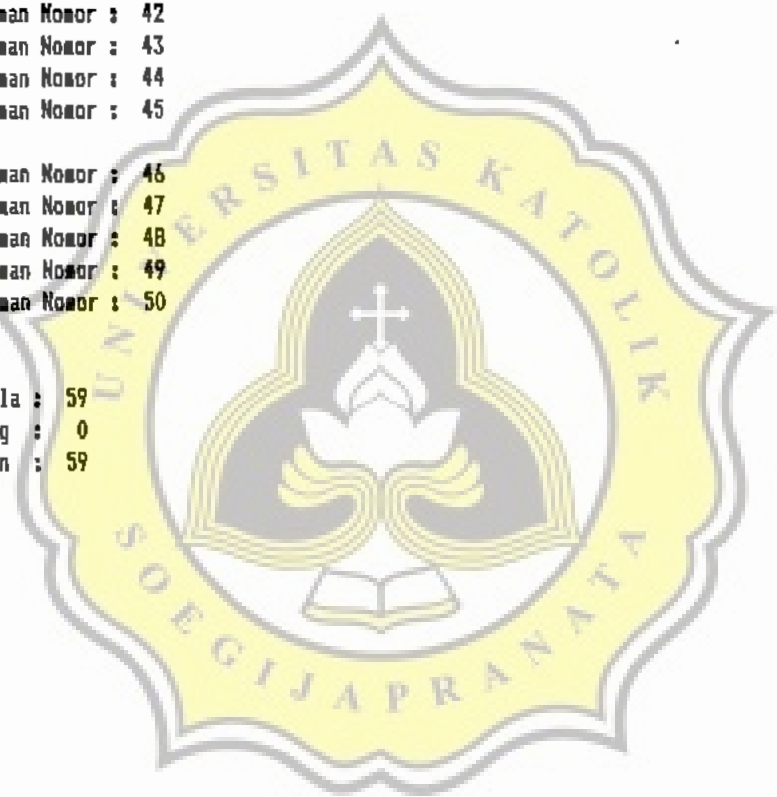 man Nomor : 42
man Nomor : 43
man Nomor : 44
man Nomor : 45
man Nomor : 46
man Nomor : 47
man Nomor : 48
man Nomor : 49
man Nomor : 50
la : 59
g : 0
n : 59
UNIVERSITAS KATOLIK
SOEGIJAPRANATA